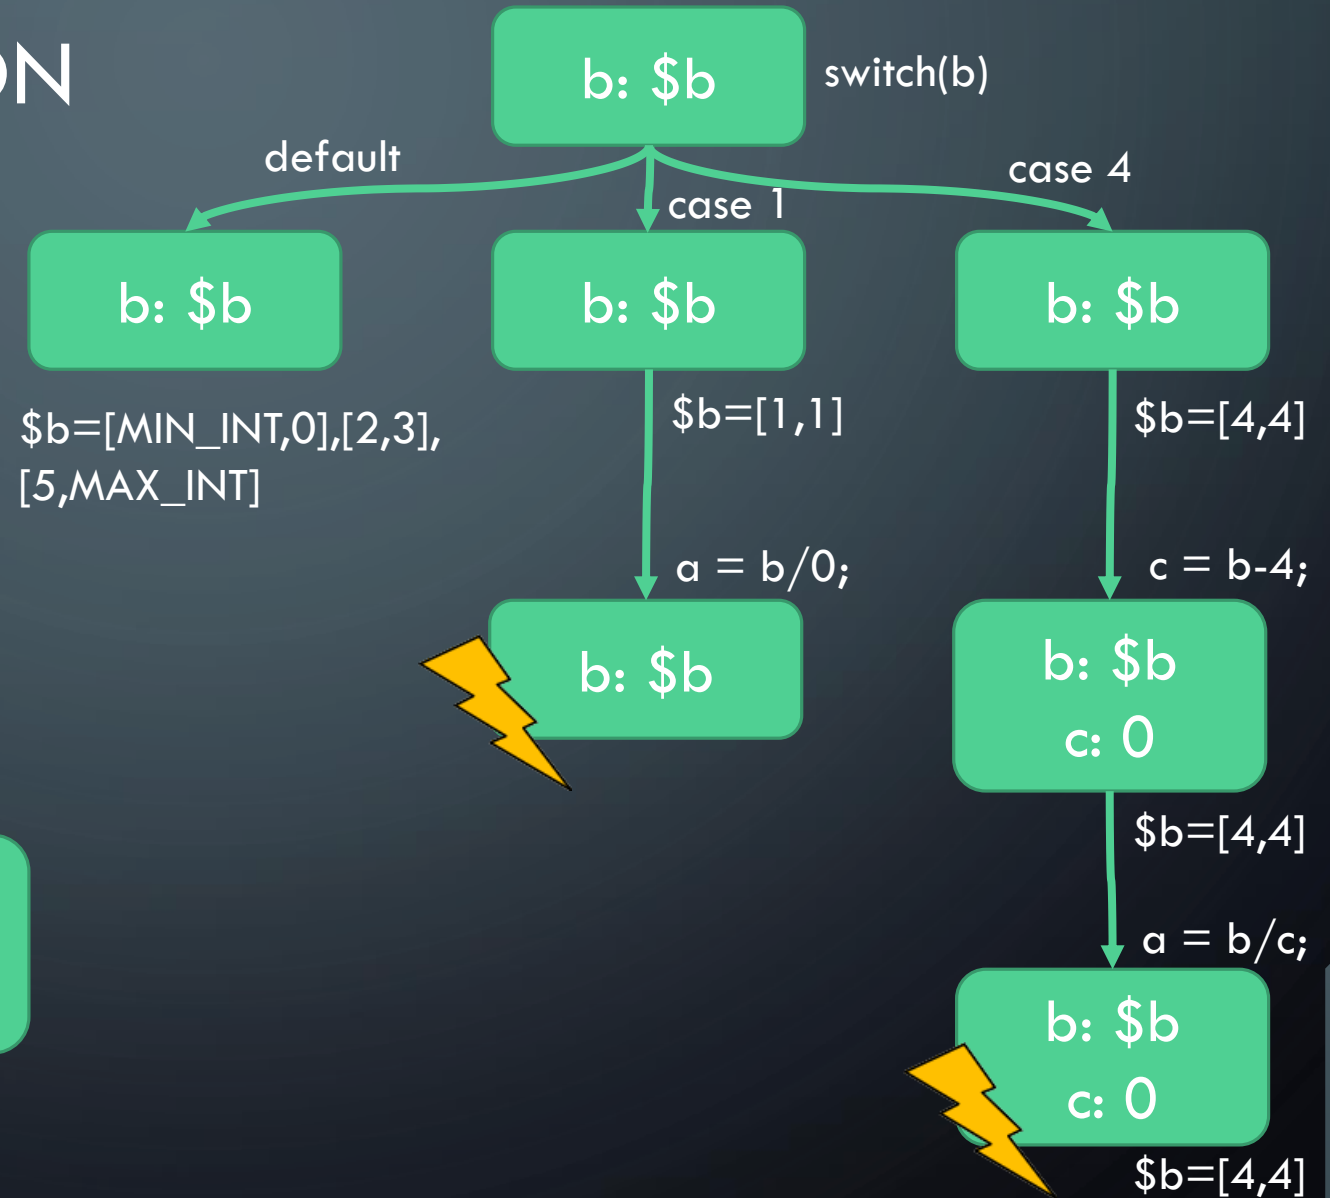 ON
b: $b
switch(b)
default
case 1
case 4
b: $b
b: $b
b: $b
$b=[MIN_INT,0],[2,3],
[5,MAX_INT]
$b=[1,1]
$b=[4,4]
a = b/0;
c = b-4;
b: $b
b: $b
c: 0
$b=[4,4]
a = b/c;
b: $b
c: 0
$b=[4,4]